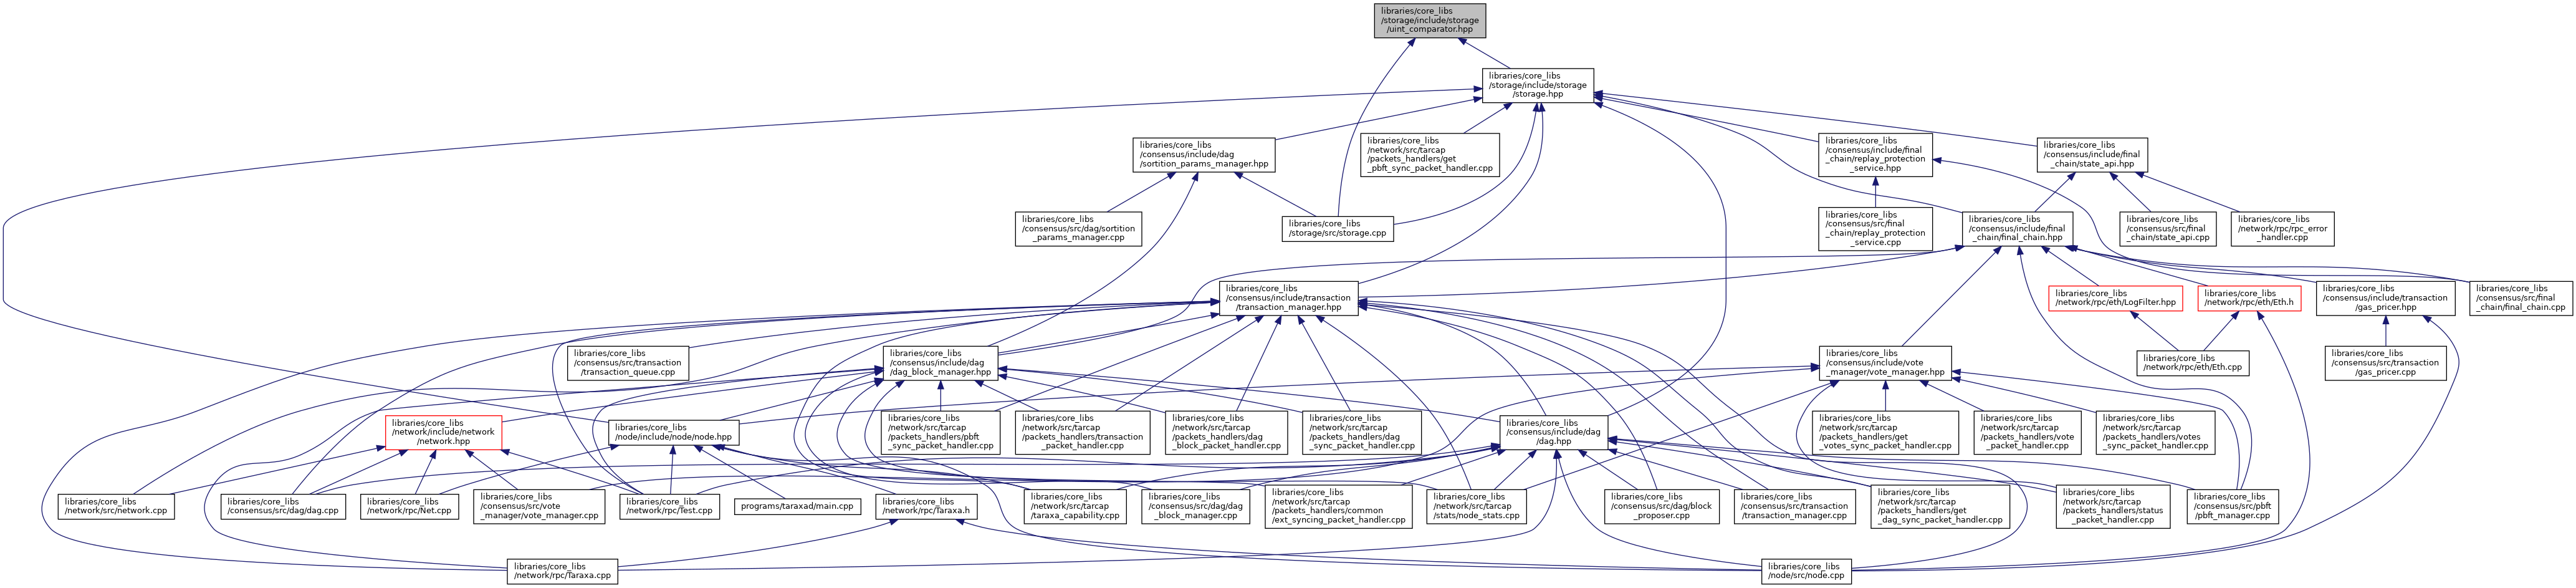 libraries/core_libs
/storage/include/storage
/uint_comparator.hpp
libraries/core_libs
/storage/include/storage
/storage.hpp
libraries/core_libs
/consensus/include/dag
/sortition_params_manager.hpp
libraries/core_libs
/network/src/tarcap
/packets_handlers/get
_pbft_sync_packet_handler.cpp
libraries/core_libs
/consensus/include/final
_chain/replay_protection
_service.hpp
libraries/core_libs
/consensus/include/final
_chain/state_api.hpp
libraries/core_libs
/consensus/src/dag/sortition
_params_manager.cpp
libraries/core_libs
/storage/src/storage.cpp
libraries/core_libs
/consensus/src/final
_chain/replay_protection
_service.cpp
libraries/core_libs
/consensus/include/final
_chain/final_chain.hpp
libraries/core_libs
/consensus/src/final
_chain/state_api.cpp
libraries/core_libs
/network/rpc/rpc_error
_handler.cpp
libraries/core_libs
/consensus/include/transaction
/transaction_manager.hpp
libraries/core_libs
/network/rpc/eth/LogFilter.hpp
libraries/core_libs
/network/rpc/eth/Eth.h
libraries/core_libs
/consensus/include/transaction
/gas_pricer.hpp
libraries/core_libs
/consensus/src/final
_chain/final_chain.cpp
libraries/core_libs
/consensus/src/transaction
/transaction_queue.cpp
libraries/core_libs
/consensus/include/dag
/dag_block_manager.hpp
libraries/core_libs
/consensus/include/vote
_manager/vote_manager.hpp
libraries/core_libs
/network/rpc/eth/Eth.cpp
libraries/core_libs
/consensus/src/transaction
/gas_pricer.cpp
libraries/core_libs
/network/include/network
/network.hpp
libraries/core_libs
/node/include/node/node.hpp
libraries/core_libs
/network/src/tarcap
/packets_handlers/pbft
_sync_packet_handler.cpp
libraries/core_libs
/network/src/tarcap
/packets_handlers/transaction
_packet_handler.cpp
libraries/core_libs
/network/src/tarcap
/packets_handlers/dag
_block_packet_handler.cpp
libraries/core_libs
/network/src/tarcap
/packets_handlers/dag
_sync_packet_handler.cpp
libraries/core_libs
/consensus/include/dag
/dag.hpp
libraries/core_libs
/network/src/tarcap
/packets_handlers/get
_votes_sync_packet_handler.cpp
libraries/core_libs
/network/src/tarcap
/packets_handlers/vote
_packet_handler.cpp
libraries/core_libs
/network/src/tarcap
/packets_handlers/votes
_sync_packet_handler.cpp
libraries/core_libs
/network/src/network.cpp
libraries/core_libs
/consensus/src/dag/dag.cpp
libraries/core_libs
/network/rpc/Net.cpp
libraries/core_libs
/consensus/src/vote
_manager/vote_manager.cpp
libraries/core_libs
/network/rpc/Test.cpp
programs/taraxad/main.cpp
libraries/core_libs
/network/rpc/Taraxa.h
libraries/core_libs
/network/src/tarcap
/taraxa_capability.cpp
libraries/core_libs
/consensus/src/dag/dag
_block_manager.cpp
libraries/core_libs
/network/src/tarcap
/packets_handlers/common
/ext_syncing_packet_handler.cpp
libraries/core_libs
/network/src/tarcap
/stats/node_stats.cpp
libraries/core_libs
/consensus/src/dag/block
_proposer.cpp
libraries/core_libs
/consensus/src/transaction
/transaction_manager.cpp
libraries/core_libs
/network/src/tarcap
/packets_handlers/get
_dag_sync_packet_handler.cpp
libraries/core_libs
/network/src/tarcap
/packets_handlers/status
_packet_handler.cpp
libraries/core_libs
/consensus/src/pbft
/pbft_manager.cpp
libraries/core_libs
/network/rpc/Taraxa.cpp
libraries/core_libs
/node/src/node.cpp